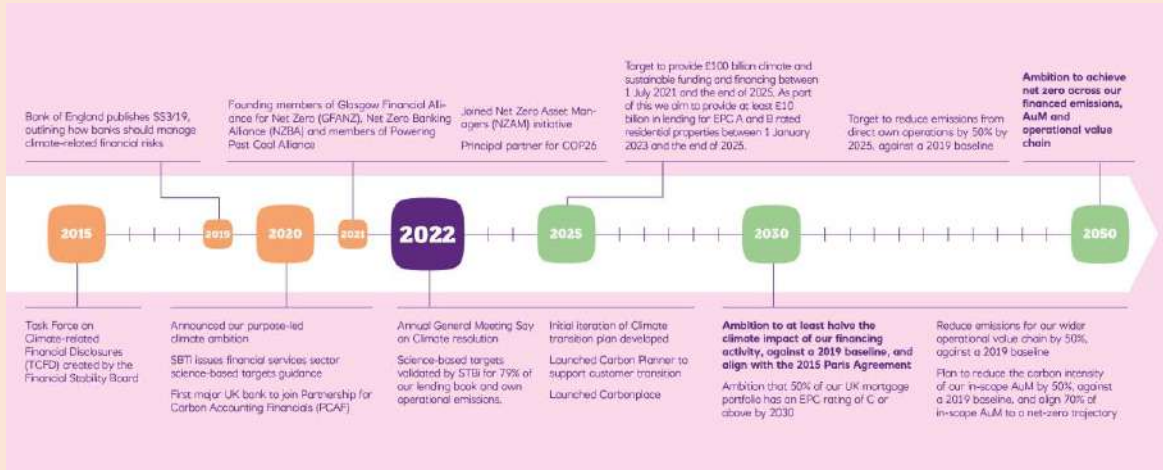 Bank of England publishes SS3/19,
outlining how banks should manage
climate-related financial risks
Founding members of Glasgow Financial Alli-
ance for Net Zero (GFANZ), Net Zero Banking
Alliance (NZBA) and members of Powering
Past Coal Alliance
Joined Net Zero Asset Man-
agers (NZAM) initiative
Principal partner for COP26
Target to provide £100 billion climate and
sustainable funding and financing between
1 July 2021 and the end of 2025. As part
of this we aim to provide at least £10
billion in lending for EPC A and B rated
residential properties between 1 January
2023 and the end of 2025.
Target to reduce emissions from
direct own operations by 50% by
2025, against a 2019 baseline
Ambition to achieve
net zero across our
financed emissions,
AuM and
operational value
chain
2015
2019
2020
2021
2022
2025
2030
2050
Task Force on
Climate-related
Financial Disclosures
(TCFD) created by the
Financial Stability Board
Announced our purpose-led
climate ambition
SBTi issues financial services sector
science-based targets guidance
First major UK bank to join Partnership for
Carbon Accounting Financials (PCAF)
Annual General Meeting Say
on Climate resolution
Science-based targets
validated by STBi for 79% of
our lending book and own
operational emissions.
Initial iteration of Climate
transition plan developed
Launched Carbon Planner to
support customer transition
Launched Carbonplace
Ambition to at least halve the
climate impact of our financing
activity, against a 2019 baseline, and
align with the 2015 Paris Agreement
Ambition that 50% of our UK mortgage
portfolio has an EPC rating of C or
above by 2030
Reduce emissions for our wider
operational value chain by 50%,
against a 2019 baseline
Plan to reduce the carbon intensity
of our in-scope AuM by 50%, against
a 2019 baseline, and align 70% of
in-scope AuM to a net-zero trajectory